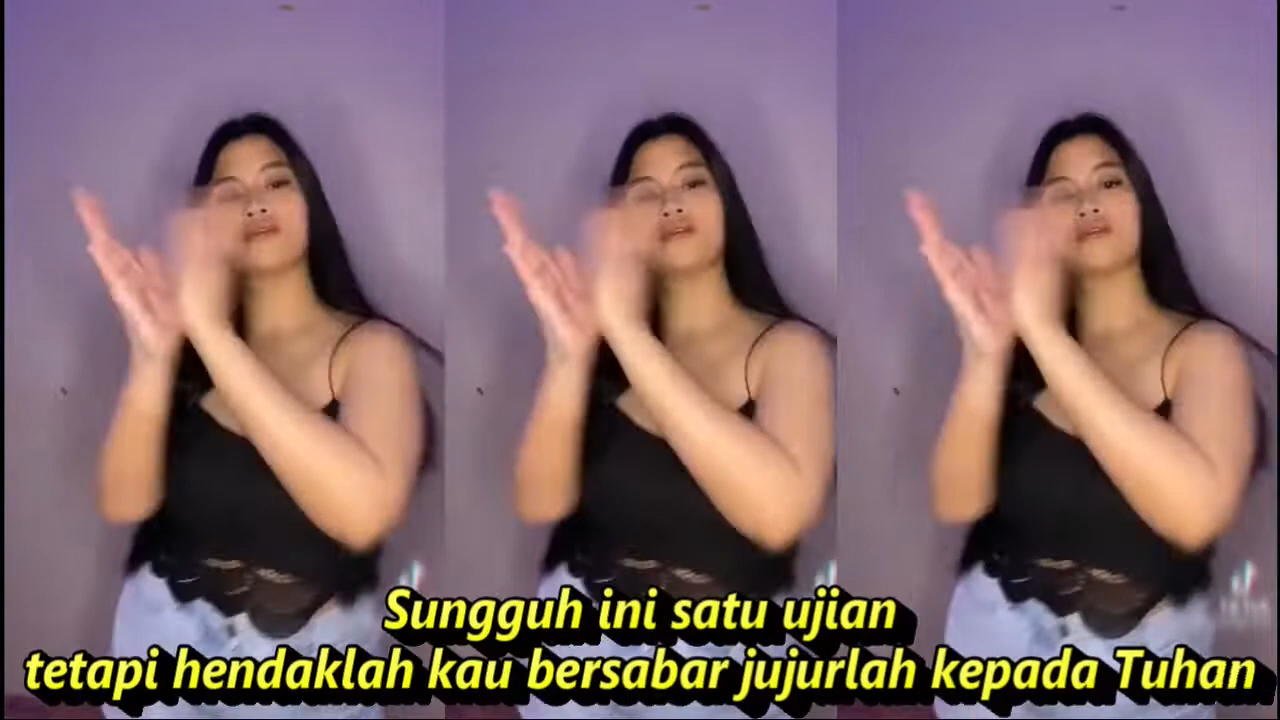 Sungguh ini satu ujian
tetapi hendaklah kau bersabar jujurlah kepada Tuhan